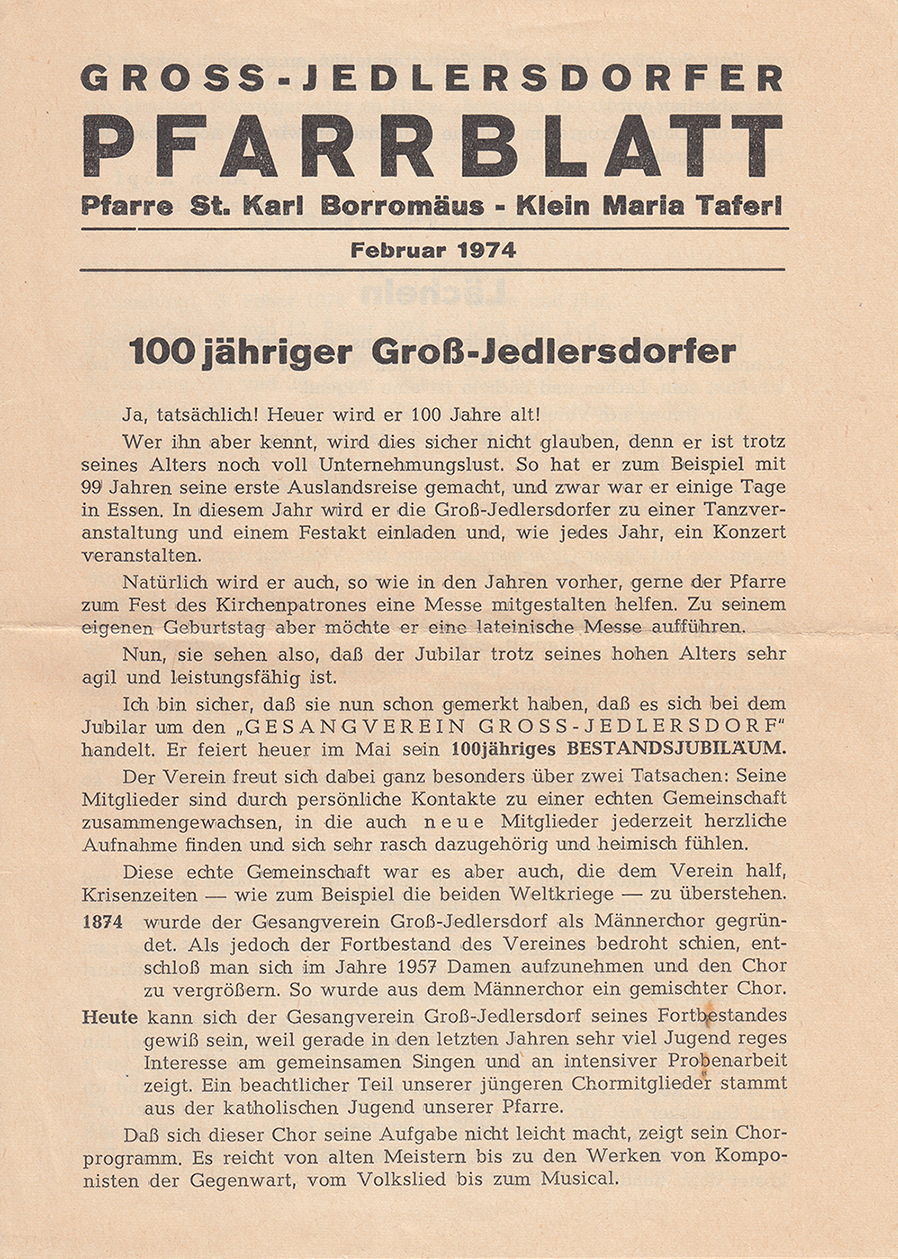 GROSS-JEDLERSDORFER
PFARRBLATT
Pfarre St. Karl Borromäus - Klein Maria Taferl
Februar 1974
Lächeln
100jähriger Groß-Jedlersdorfer
Ja, tatsächlich! Heuer wird er 100 Jahre alt!
Wer ihn aber kennt, wird dies sicher nicht glauben, denn er ist trotz
seines Alters noch voll Unternehmungslust. So hat er zum Beispiel mit
99 Jahren seine erste Auslandsreise gemacht, und zwar war er einige Tage
in Essen. In diesem Jahr wird er die Groß-Jedlersdorfer zu einer Tanzver-
anstaltung und einem Festakt einladen und, wie jedes Jahr, ein Konzert
veranstalten.
Natürlich wird er auch, so wie in den Jahren vorher, gerne der Pfarre
zum Fest des Kirchenpatrones eine Messe mitgestalten helfen. Zu seinem
eigenen Geburtstag aber möchte er eine lateinische Messe aufführen.
Nun, sie sehen also, daß der Jubilar trotz seines hohen Alters sehr
agil und leistungsfähig ist.
Ich bin sicher, daß sie nun schon gemerkt haben, daß es sich bei dem
Jubilar um den „GESANGVEREIN GROSS-JEDLERSDORF“
handelt. Er feiert heuer im Mai sein 100jähriges BESTANDSJUBILÄUM.
Der Verein freut sich dabei ganz besonders über zwei Tatsachen: Seine
Mitglieder sind durch persönliche Kontakte zu einer echten Gemeinschaft
zusammengewachsen, in die auch neue Mitglieder jederzeit herzliche
Aufnahme finden und sich sehr rasch dazugehörig und heimisch fühlen.
Diese echte Gemeinschaft war es aber auch, die dem Verein half,
Krisenzeiten — wie zum Beispiel die beiden Weltkriege — zu überstehen.
1874 wurde der Gesangverein Groß-Jedlersdorf als Männerchor gegrün-
det. Als jedoch der Fortbestand des Vereines bedroht schien, ent-
schloß man sich im Jahre 1957 Damen aufzunehmen und den Chor
zu vergrößern. So wurde aus dem Männerchor ein gemischter Chor.
Heute kann sich der Gesangverein Groß-Jedlersdorf seines Fortbestandes
gewiß sein, weil gerade in den letzten Jahren sehr viel Jugend reges
Interesse am gemeinsamen Singen und an intensiver Probenarbeit
zeigt. Ein beachtlicher Teil unserer jüngeren Chormitglieder stammt
aus der katholischen Jugend unserer Pfarre.
Daß sich dieser Chor seine Aufgabe nicht leicht macht, zeigt sein Chor-
programm. Es reicht von alten Meistern bis zu den Werken von Kompo-
nisten der Gegenwart, vom Volkslied bis zum Musical.